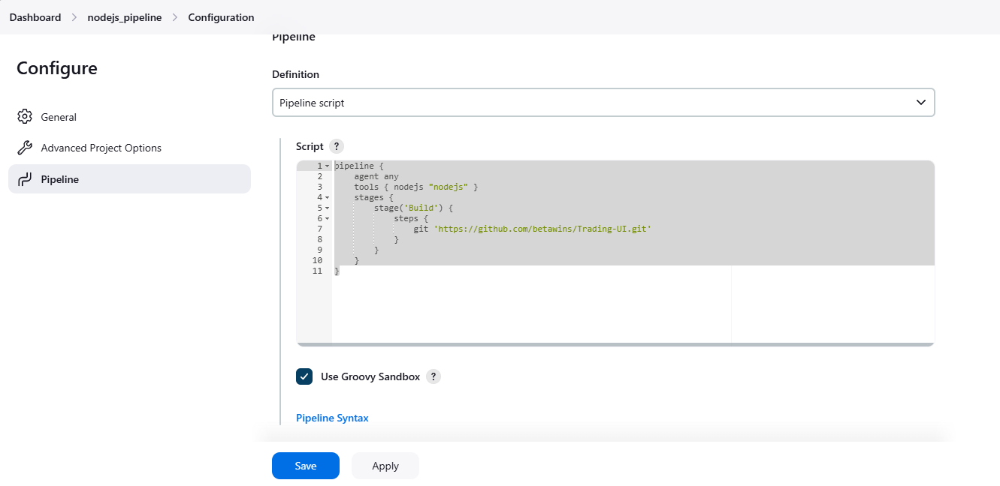 Dashboard > nodejs_pipeline > Configuration
Configure
General
Advanced Project Options
Pipeline
Pipeline
Definition
Pipeline script
Script ?
1 pipeline {
2     agent any
3     tools { nodejs "nodejs" }
4     stages {
5         stage('Build') {
6             steps {
7                 git 'https://github.com/betawins/Trading-UI.git'
8             }
9         }
10     }
11 }
Use Groovy Sandbox ?
Pipeline Syntax
Save Apply